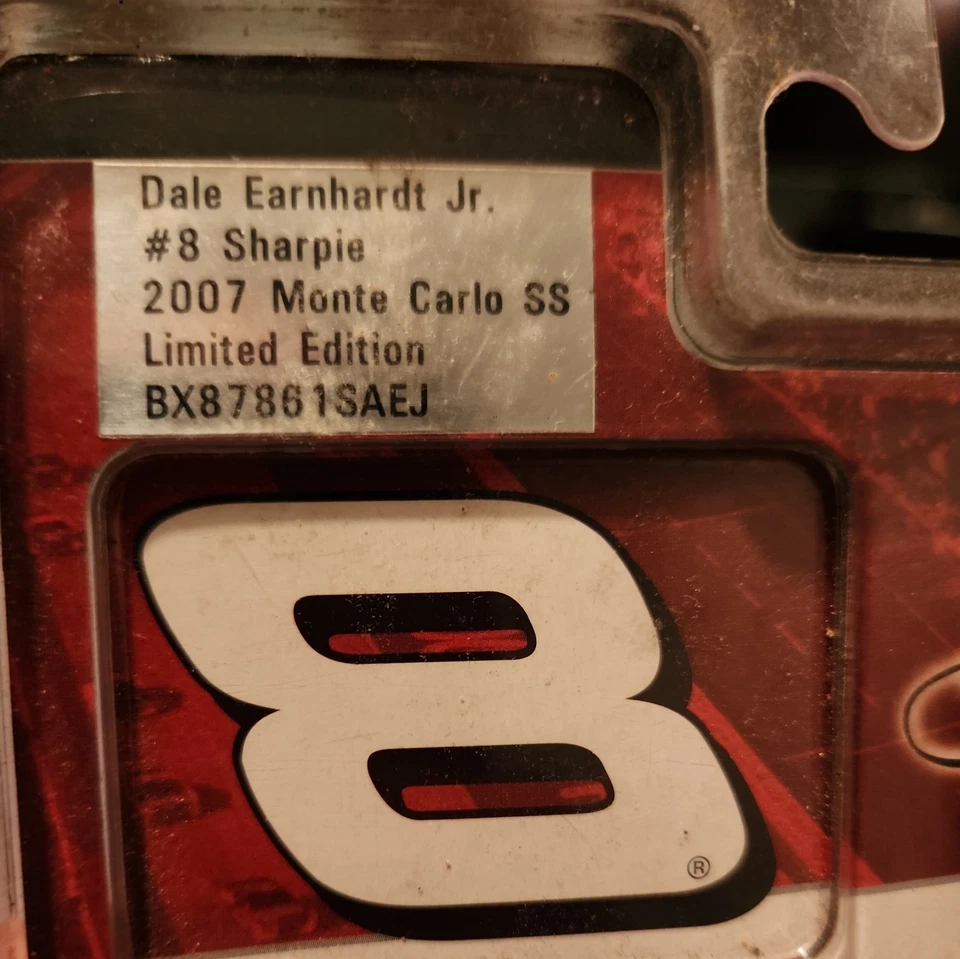 Dale Earnhardt Jr.
#8 Sharpie
2007 Monte Carlo SS
Limited Edition
BX87861SAEJ
8
®